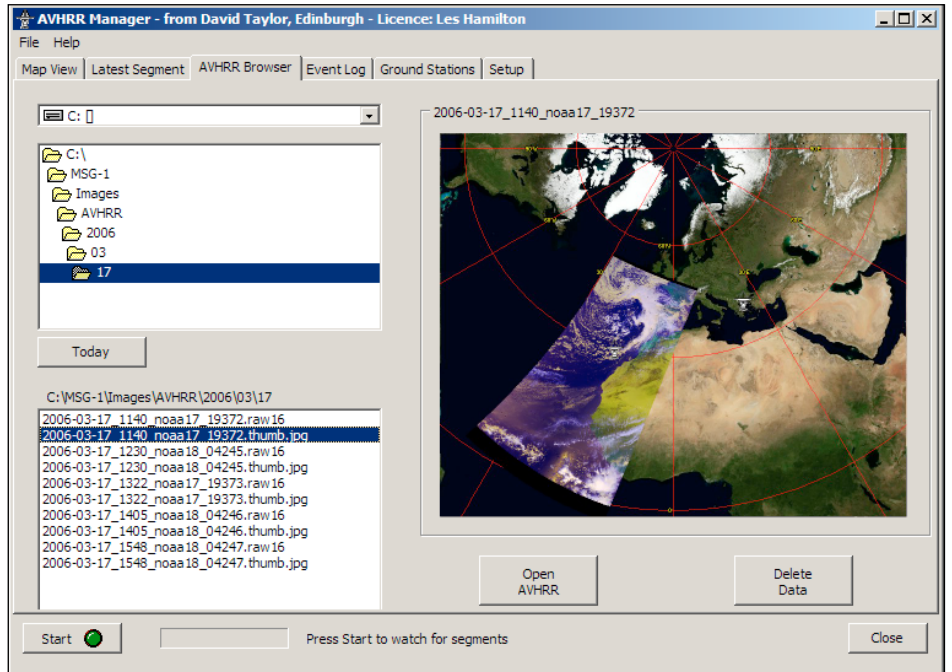 AVHRR Manager - from David Taylor, Edinburgh - Licence: Les Hamilton
File Help
Map View Latest Segment AVHRR Browser Event Log Ground Stations Setup
C: []
C:\
MSG-1
Images
AVHRR
2006
03
17
Today
C:\MSG-1\Images\AVHRR\2006\03\17
2006-03-17_1140_noaa17_19372.raw16
2006-03-17_1140_noaa17_19372.thumb.jpg
2006-03-17_1230_noaa18_04245.raw16
2006-03-17_1230_noaa18_04245.thumb.jpg
2006-03-17_1322_noaa17_19373.raw16
2006-03-17_1322_noaa17_19373.thumb.jpg
2006-03-17_1405_noaa18_04246.raw16
2006-03-17_1405_noaa18_04246.thumb.jpg
2006-03-17_1548_noaa18_04247.raw16
2006-03-17_1548_noaa18_04247.thumb.jpg
2006-03-17_1140_noaa17_19372
Open
AVHRR
Delete
Data
Start
Press Start to watch for segments
Close